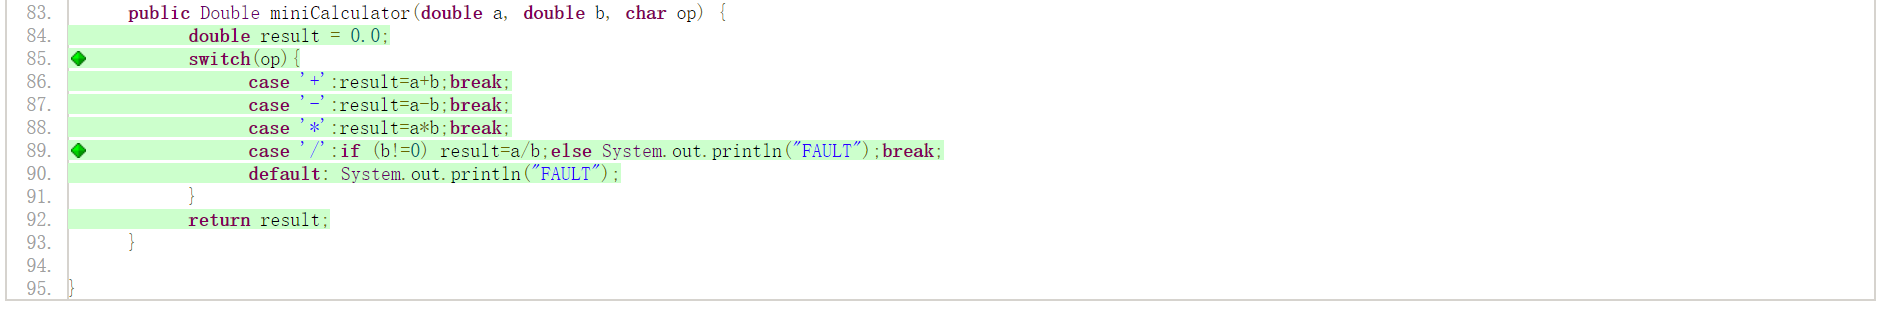 83. public Double miniCalculator(double a, double b, char op) {
84. double result = 0.0;
85. switch(op){
86. case '+':result=a+b;break;
87. case '-':result=a-b;break;
88. case '*':result=a*b;break;
89. case '/':if (b!=0) result=a/b;else System.out.println("FAULT");break;
90. default: System.out.println("FAULT");
91. }
92. return result;
93. }
94.
95. }